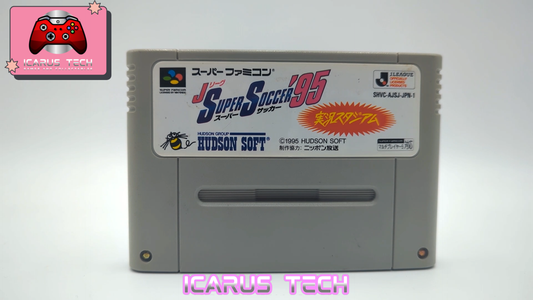 ICARUS TECH
スーパーファミコン
Jリーグ
SUPER SOCCER'95
スーパーサッカー
実況スタジアム
J.LEAGUE
OFFICIALLY
LICENSED
PRODUCTS
SHVC-AJSJ-JPN-1
HUDSON GROUP
HUDSON SOFT
©1995 HUDSON SOFT
制作協力:ニッポン放送
ICARUS TECH